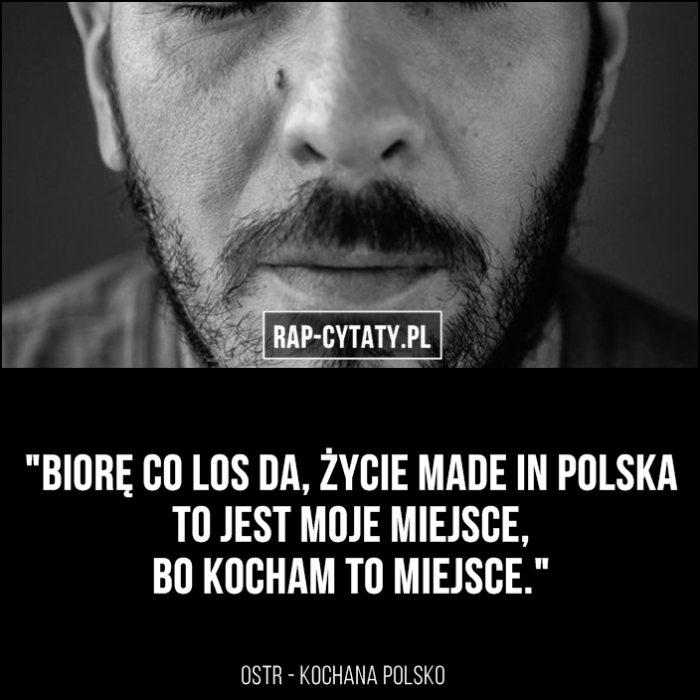 RAP-CYTATY.PL
"BIORĘ CO LOS DA, ŻYCIE MADE IN POLSKA
TO JEST MOJE MIEJSCE,
BO KOCHAM TO MIEJSCE."
OSTR - KOCHANA POLSKO